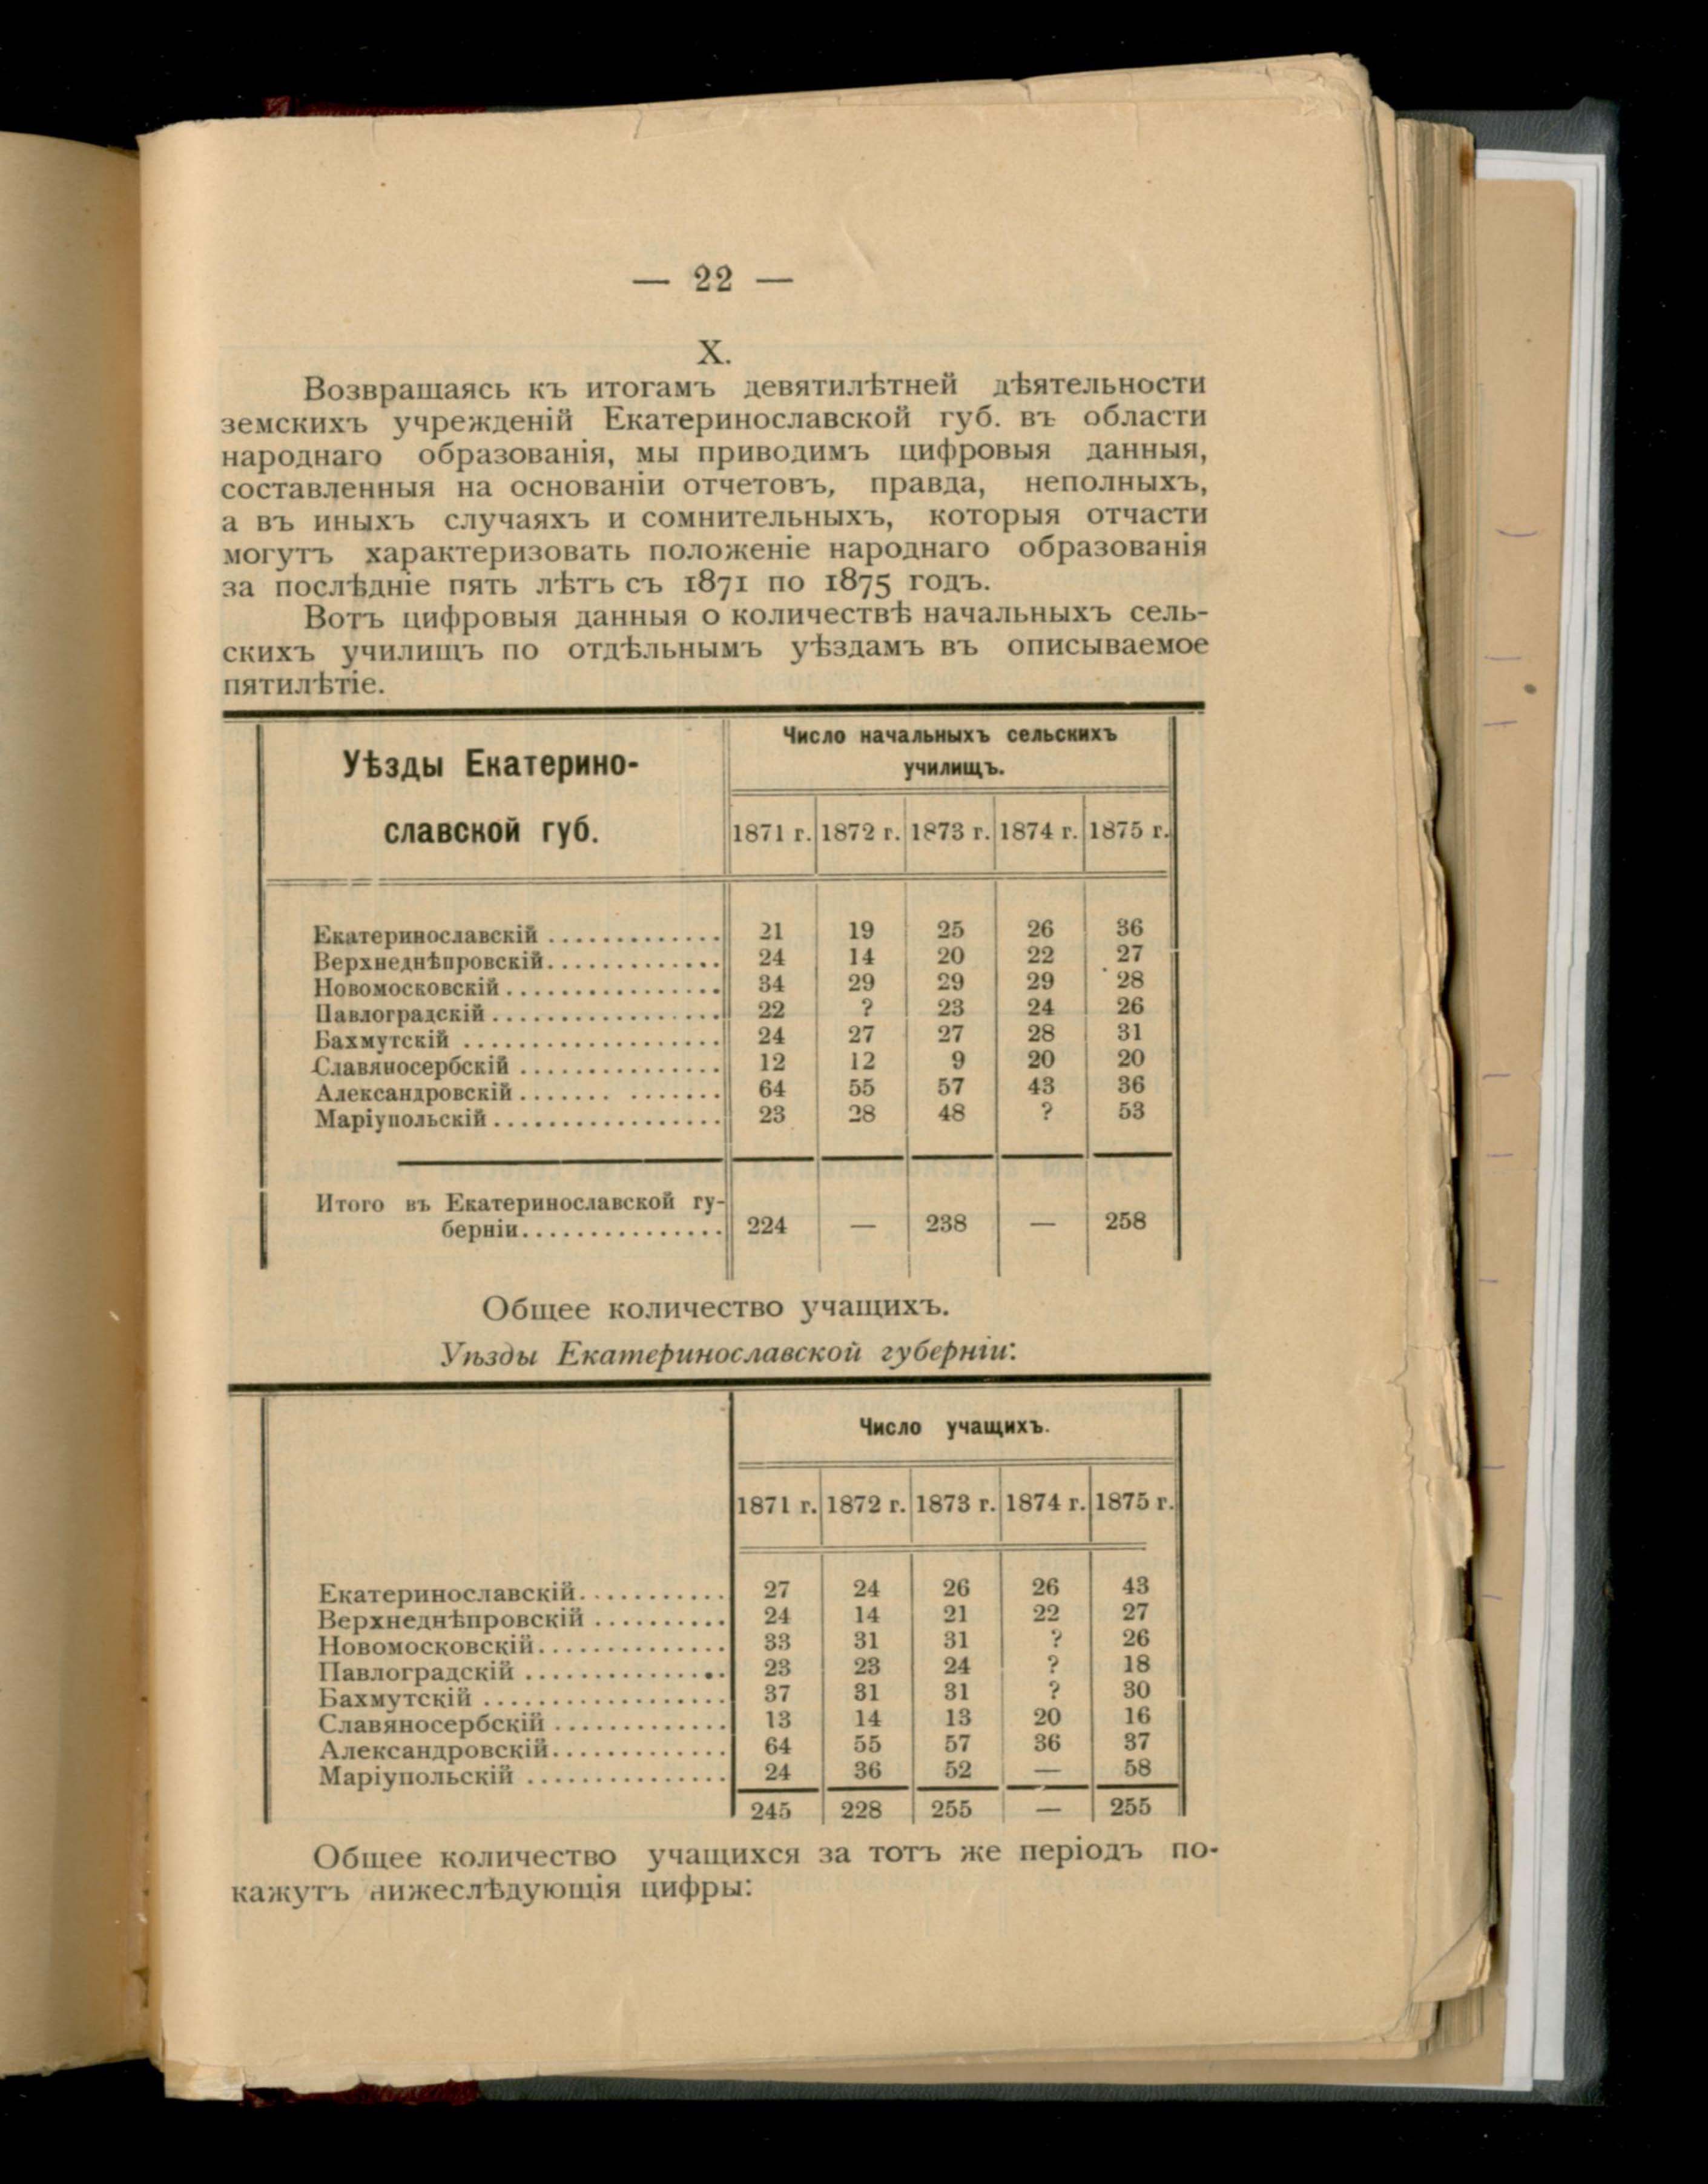 — 22 —
X.
Возвращаясь къ итогамъ девятилѣтней дѣятельности
земскихъ учрежденій Екатеринославской губ. въ области
народнаго образованія, мы приводимъ цифровыя данныя,
составленныя на основаніи отчетовъ, правда, неполныхъ,
а въ иныхъ случаяхъ и сомнительныхъ, которыя отчасти
могутъ характеризовать положеніе народнаго образованія
за послѣдніе пять лѣтъ съ 1871 по 1875 годъ.
Вотъ цифровыя данныя о количествѣ начальныхъ сель-
скихъ училищъ по отдѣльнымъ уѣздамъ въ описываемое
пятилѣтіе.
Уѣзды Екатерино-
славской губ.
Число начальныхъ сельскихъ
училищъ.
1871 г. 1872 г. 1873 г. 1874 г. 1875 г.
Екатеринославскій ............. 21 19 25 26 36
Верхнеднѣпровскій............. 24 14 20 22 27
Новомосковскій ................ 34 29 29 29 28
Павлоградскій ................. 22 ? 23 24 26
Бахмутскій ................... 24 27 27 28 31
Славяносербскій ............... 12 12 9 20 20
Александровскій ....... ....... 64 55 57 43 36
Маріупольскій ................. 23 28 48 ? 53
Итого въ Екатеринославской гу-
берніи............... 224 — 238 — 258
Общее количество учащихъ.
Уѣзды Екатеринославской губерніи:
Число учащихъ.
1871 г. 1872 г. 1873 г. 1874 г. 1875 г.
Екатеринославскій........... 27 24 26 26 43
Верхнеднѣпровскій .......... 24 14 21 22 27
Новомосковскій.............. 33 31 31 ? 26
Павлоградскій ............... 23 23 24 ? 18
Бахмутскій .................. 37 31 31 ? 30
Славяносербскій ............. 13 14 13 20 16
Александровскій............. 64 55 57 36 37
Маріупольскій ............... 24 36 52 — 58
245 228 255 — 255
Общее количество учащихся за тотъ же періодъ по-
кажутъ нижеслѣдующія цифры: